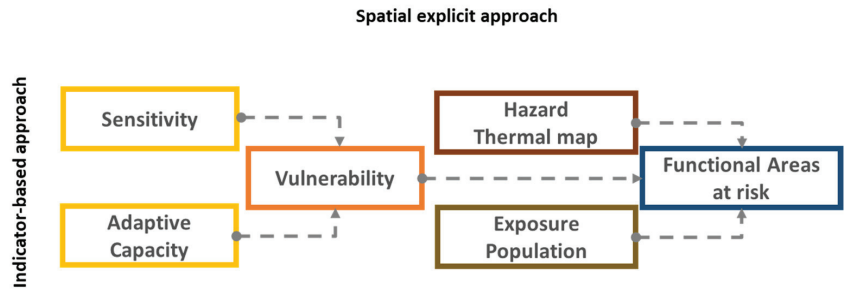 Spatial explicit approach
Indicator-based approach
Sensitivity
Adaptive
Capacity
Vulnerability
Hazard
Thermal map
Exposure
Population
Functional Areas
at risk